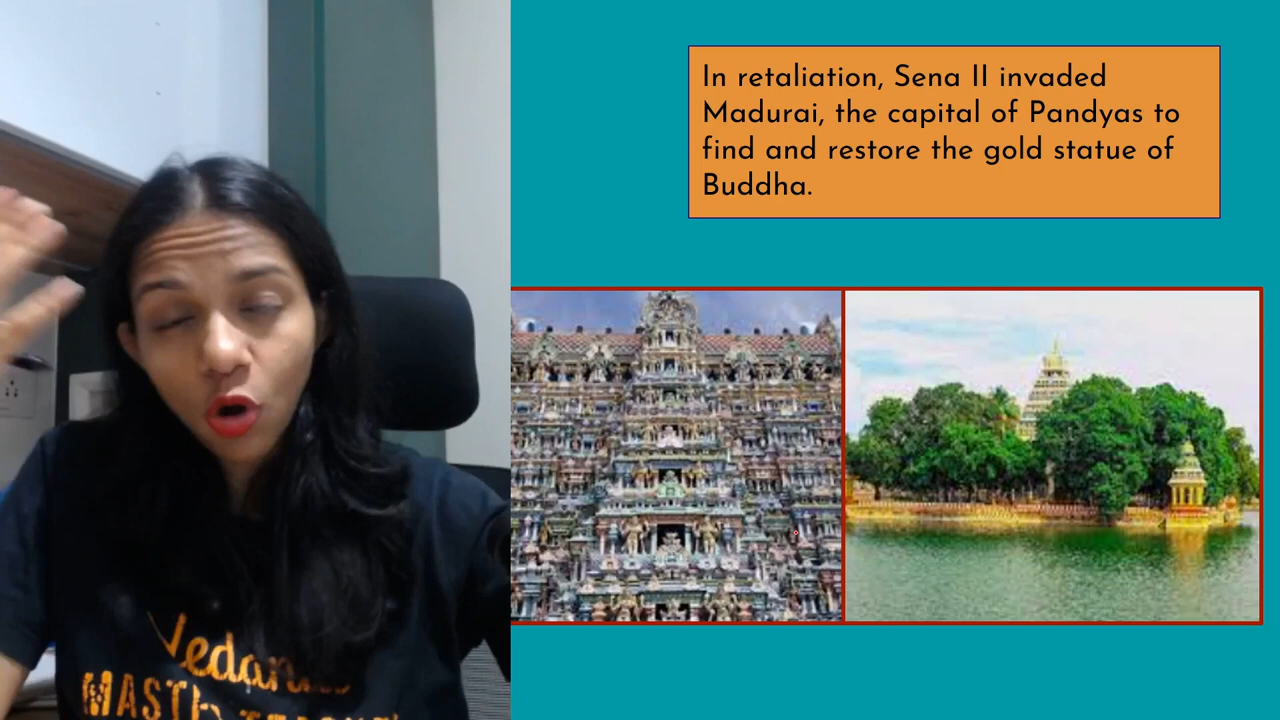 In retaliation, Sena II invaded
Madurai, the capital of Pandyas to
find and restore the gold statue of
Buddha.